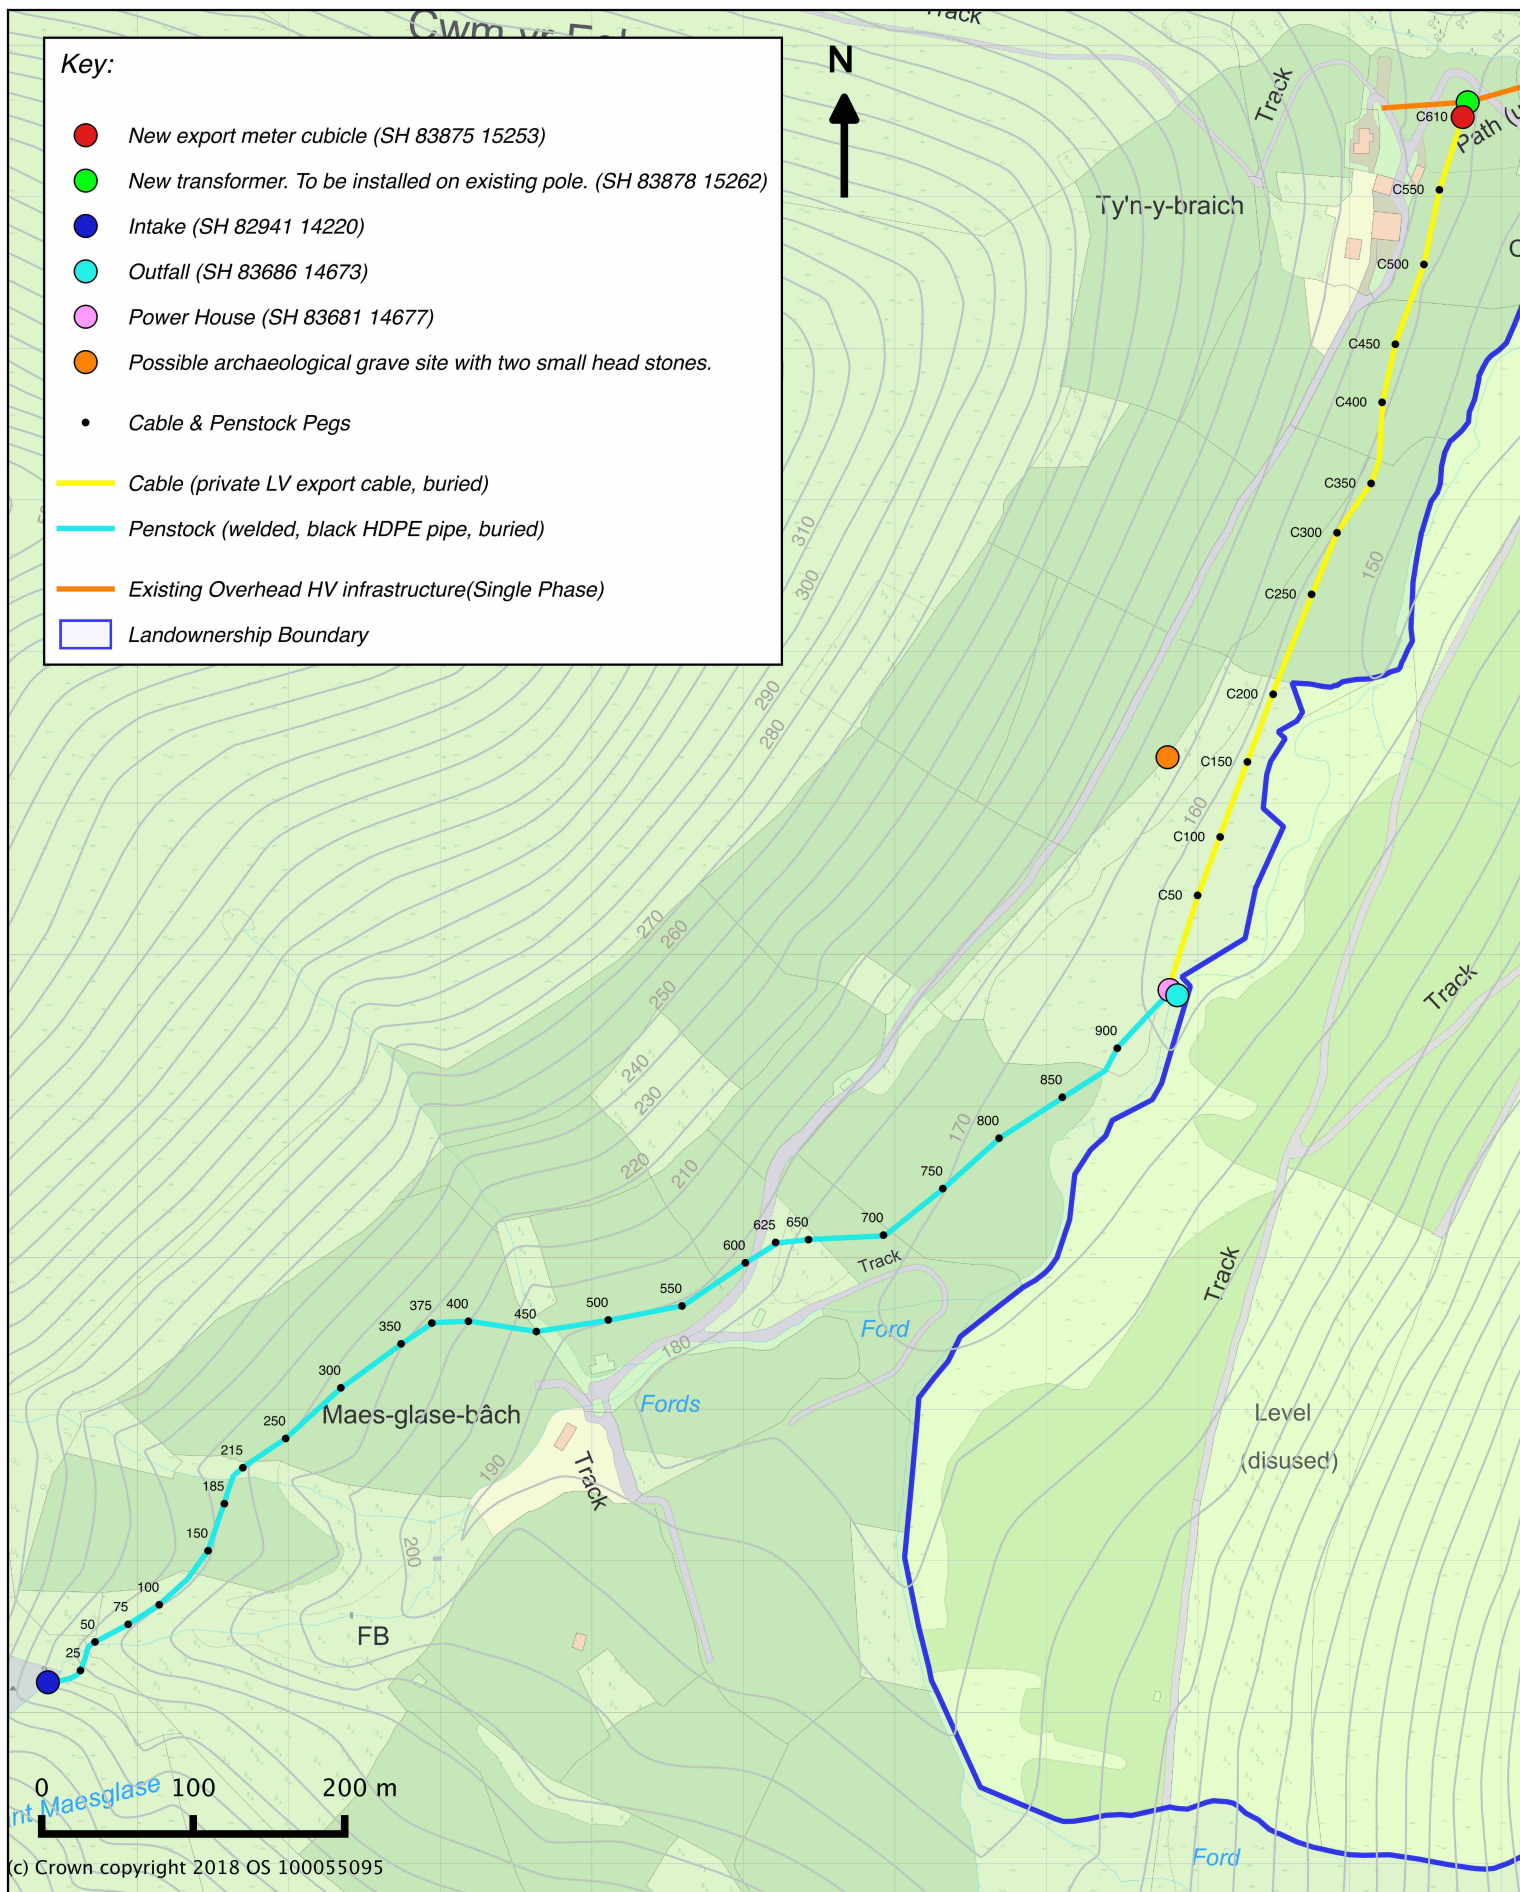 Track
Key:
N
New export meter cubicle (SH 83875 15253)
New transformer. To be installed on existing pole. (SH 83878 15262)
Intake (SH 82941 14220)
Outfall (SH 83686 14673)
Power House (SH 83681 14677)
Possible archaeological grave site with two small head stones.
Cable & Penstock Pegs
Cable (private LV export cable, buried)
Penstock (welded, black HDPE pipe, buried)
Existing Overhead HV infrastructure(Single Phase)
Landownership Boundary
Track
C610
Path (u
C550
Ty'n-y-braich
C500
C450
C400
C350
310
C300
150
300
C250
290
C200
280
C150
160
C100
C50
270
260
Track
250
900
240
850
230
800
170
220
210
750
700
650
625
600
Track
Track
550
500
450
400
375
350
Ford
180
300
Fords
Maes-glase-bâch
Level
250
215
(disused)
190
Track
185
150
200
100
75
50
FB
25
0 100 200 m
nt Maesglase
Ford
(c) Crown copyright 2018 OS 100055095